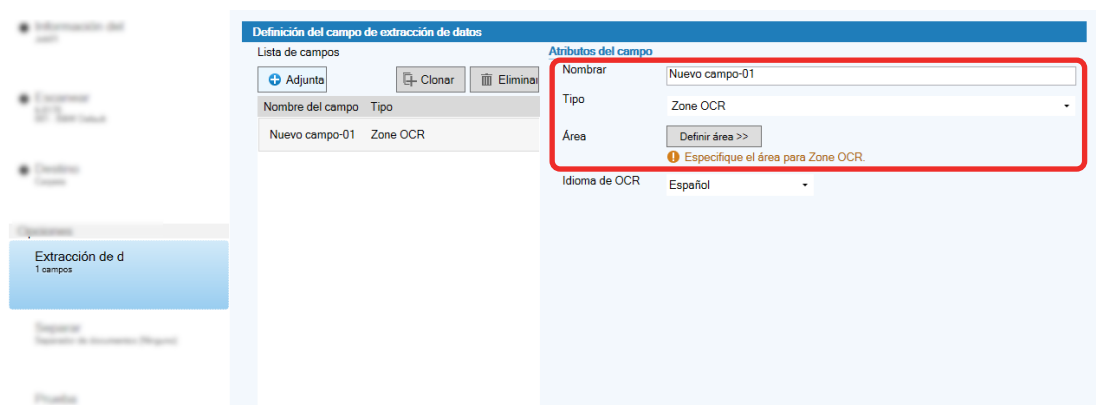 Definición del campo de extracción de datos
Lista de campos
Adjunta
Clonar
Eliminar
Nombre del campo Tipo
Nuevo campo-01 Zone OCR
Atributos del campo
Nombrar Nuevo campo-01
Tipo Zone OCR
Área Definir área >>
Especifique el área para Zone OCR.
Idioma de OCR Español
Opciones
Extracción de d
1 campos